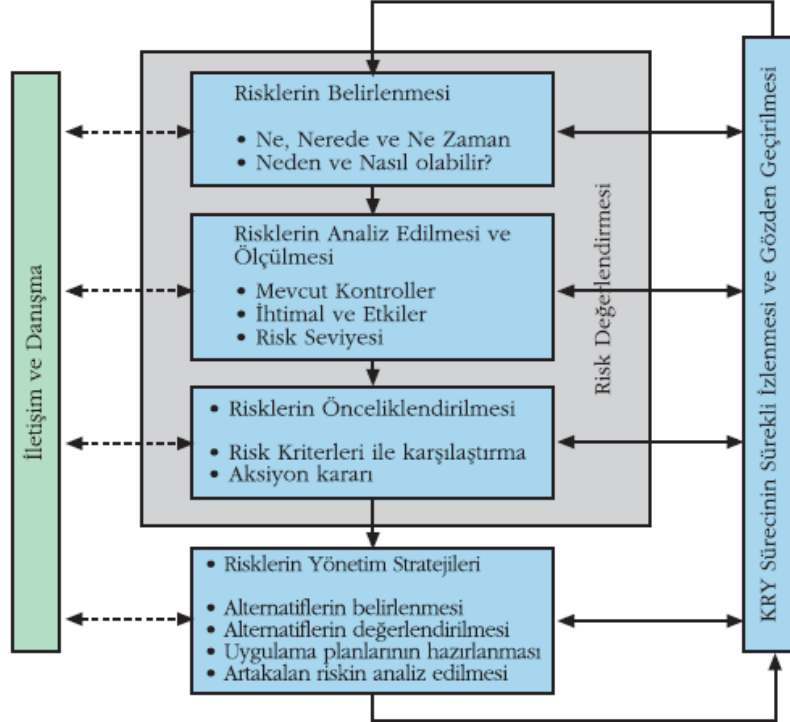 İletişim ve Danışma
Risklerin Belirlenmesi
• Ne, Nerede ve Ne Zaman
• Neden ve Nasıl olabilir?
Risklerin Analiz Edilmesi ve
Ölçülmesi
• Mevcut Kontroller
• İhtimal ve Etkiler
• Risk Seviyesi
• Risklerin Önceliklendirilmesi
• Risk Kriterleri ile karşılaştırma
• Aksiyon kararı
Risk Değerlendirmesi
• Risklerin Yönetim Stratejileri
• Alternatiflerin belirlenmesi
• Alternatiflerin değerlendirilmesi
• Uygulama planlarının hazırlanması
• Artakalan riskin analiz edilmesi
KRY Sürecinin Sürekli İzlenmesi ve Gözden Geçirilmesi